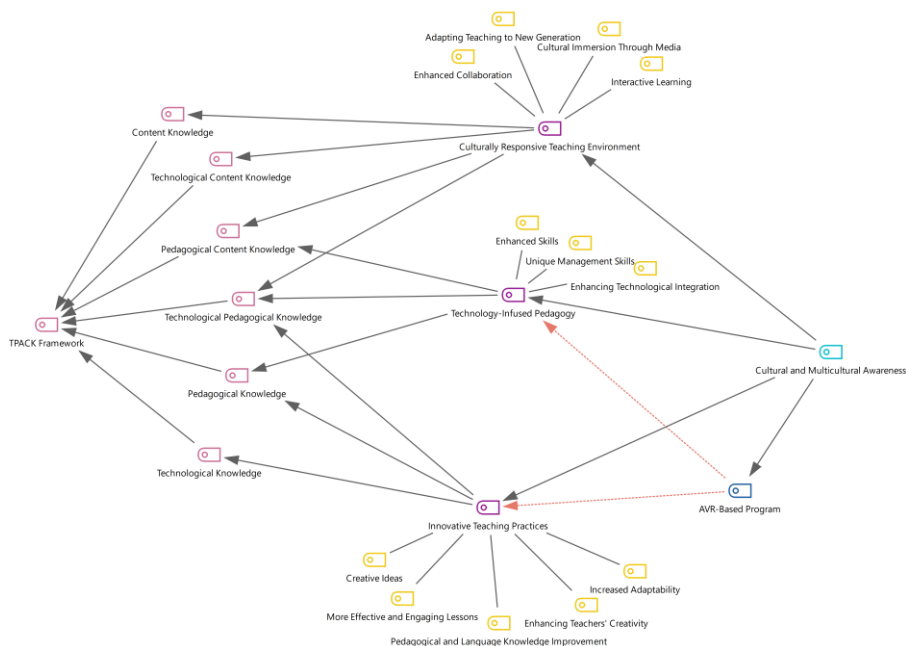 Adapting Teaching to New Generation
Cultural Immersion Through Media
Enhanced Collaboration
Interactive Learning
Content Knowledge
Culturally Responsive Teaching Environment
Technological Content Knowledge
Pedagogical Content Knowledge
Enhanced Skills
Unique Management Skills
Enhancing Technological Integration
Technological Pedagogical Knowledge
Technology-Infused Pedagogy
TPACK Framework
Cultural and Multicultural Awareness
Pedagogical Knowledge
Technological Knowledge
AVR-Based Program
Innovative Teaching Practices
Creative Ideas
Increased Adaptability
More Effective and Engaging Lessons
Enhancing Teachers' Creativity
Pedagogical and Language Knowledge Improvement